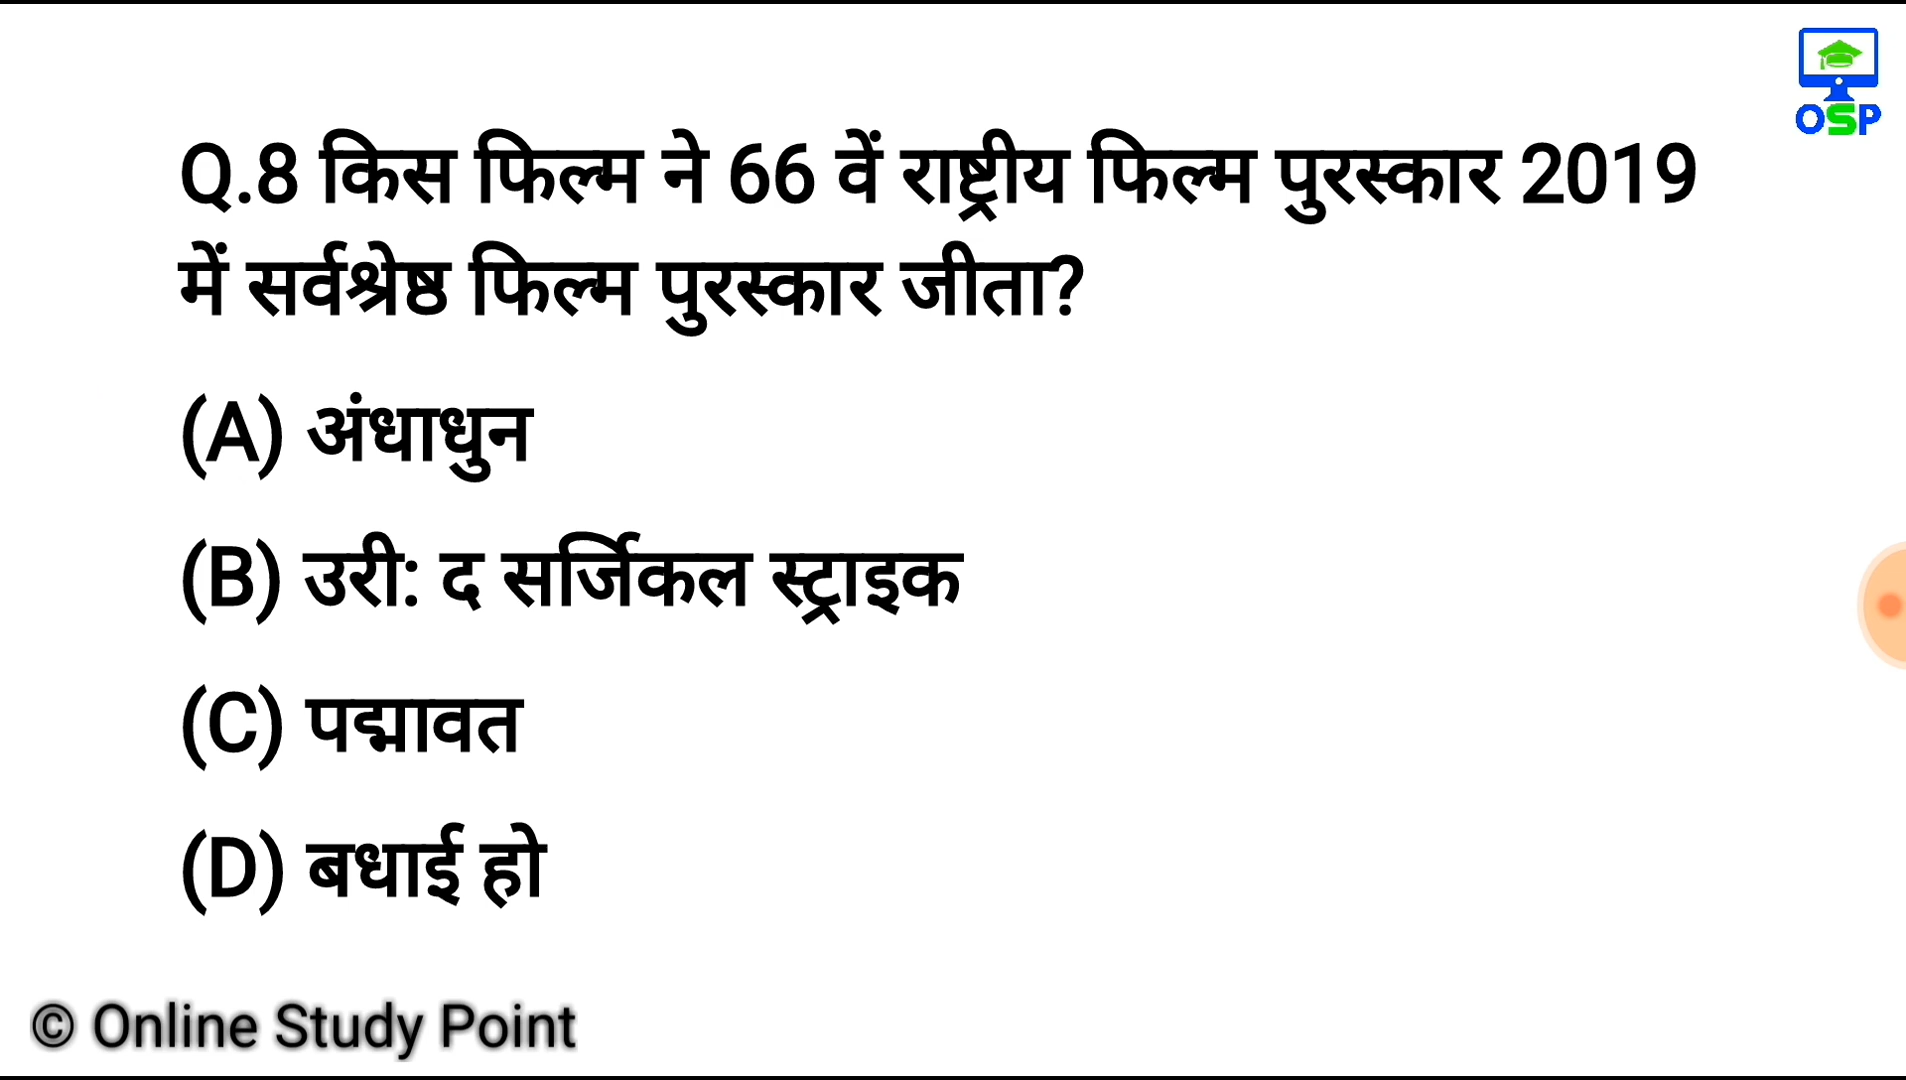 OSP
Q.8 किस फिल्म ने 66 वें राष्ट्रीय फिल्म पुरस्कार 2019
में सर्वश्रेष्ठ फिल्म पुरस्कार जीता?
(A) अंधाधुन
(B) उरी: द सर्जिकल स्ट्राइक
(C) पद्मावत
(D) बधाई हो
© Online Study Point